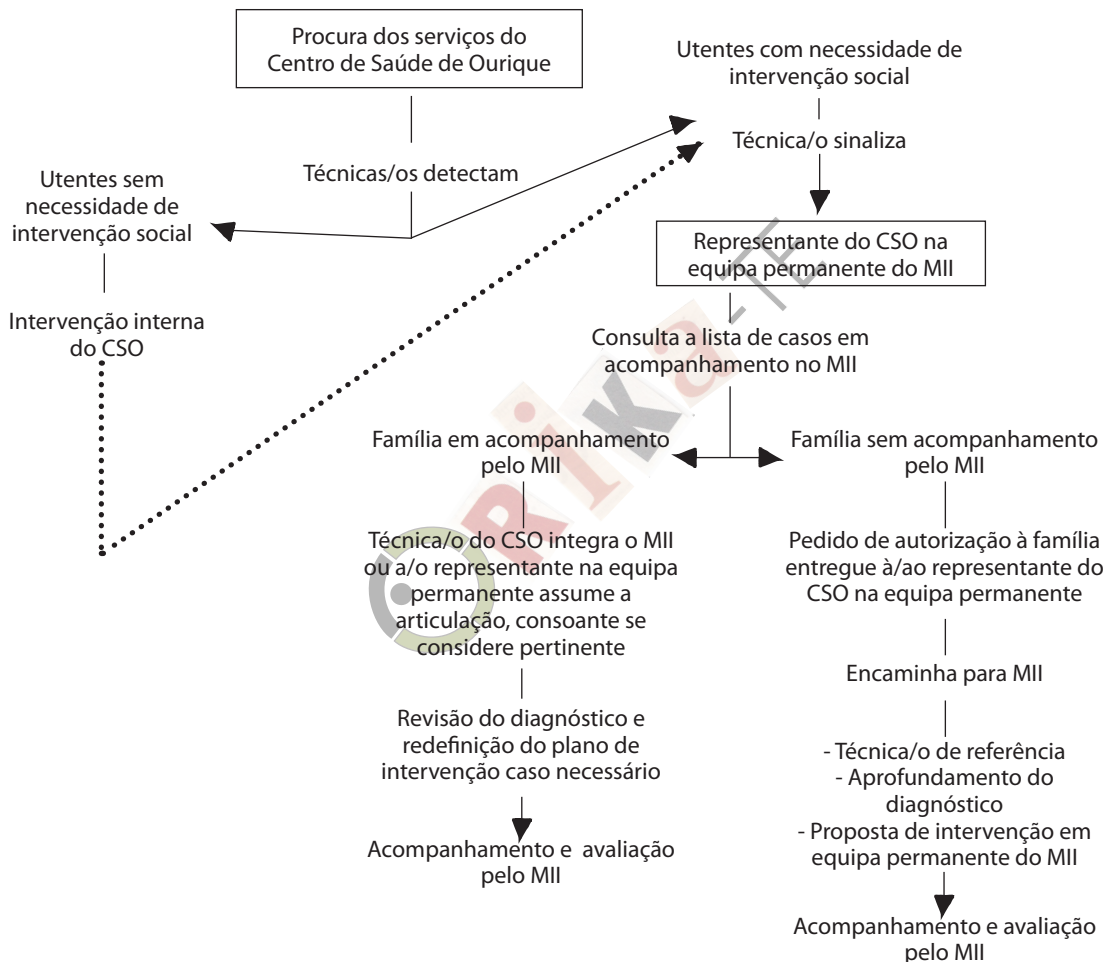 Procura dos serviços do
Centro de Saúde de Ourique
Utentes com necessidade de
intervenção social
Técnica/o sinaliza
Técnicas/os detectam
Utentes sem
necessidade de
intervenção social
Intervenção interna
do CSO
Representante do CSO na
equipa permanente do MII
Consulta a lista de casos em
acompanhamento no MII
Família em acompanhamento
pelo MII
Técnica/o do CSO integra o MII
ou a/o representante na equipa
permanente assume a
articulação, consoante se
considere pertinente
Revisão do diagnóstico e
redefinição do plano de
intervenção caso necessário
Acompanhamento e avaliação
pelo MII
Família sem acompanhamento
pelo MII
Pedido de autorização à família
entregue à/ao representante do
CSO na equipa permanente
Encaminha para MII
- Técnica/o de referência
- Aprofundamento do
diagnóstico
- Proposta de intervenção em
equipa permanente do MII
Acompanhamento e avaliação
pelo MII
ORika-TE